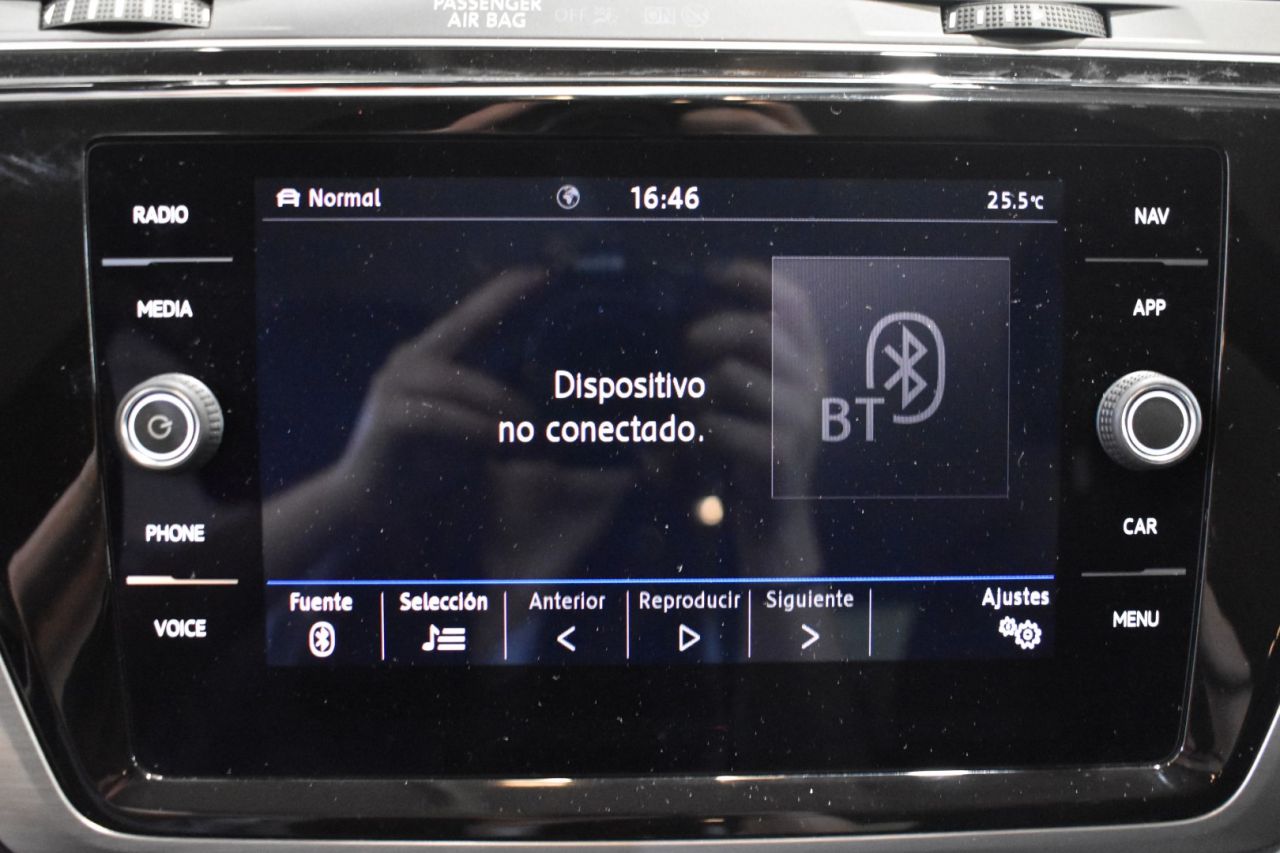 PASSENGER
AIR BAG OFF ON
RADIO
MEDIA
PHONE
VOICE
Normal 16:46 25.5°C
Dispositivo
no conectado.
BT
Fuente Selección Anterior Reproducir Siguiente Ajustes
NAV
APP
CAR
MENU